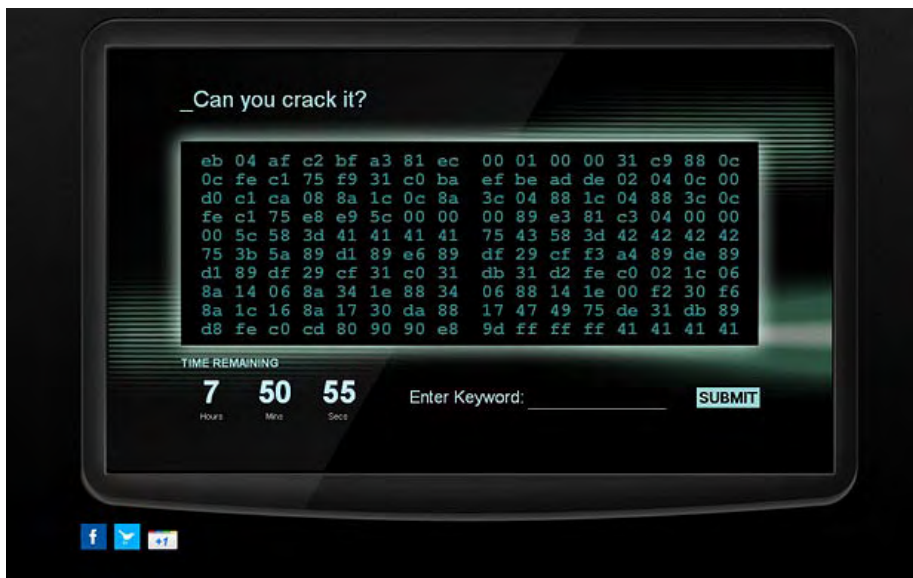 _Can you crack it?
eb 04 af c2 bf a3 81 ec 00 01 00 00 31 c9 88 0c
0c fe c1 75 f9 31 c0 ba ef be ad de 02 04 0c 00
d0 c1 ca 08 8a 1c 0c 8a 3c 04 88 1c 04 88 3c 0c
fe c1 75 e8 e9 5c 00 00 00 89 e3 81 c3 04 00 00
00 5c 58 3d 41 41 41 41 75 43 58 3d 42 42 42 42
75 3b 5a 89 d1 89 e6 89 df 29 cf f3 a4 89 de 89
d1 89 df 29 cf 31 c0 31 db 31 d2 fe c0 02 1c 06
8a 14 06 8a 34 1e 88 34 06 88 14 1e 00 f2 30 f6
8a 1c 16 8a 17 30 da 88 17 47 49 75 de 31 db 89
d8 fe c0 cd 80 90 90 e8 9d ff ff ff 41 41 41 41
TIME REMAINING
7 50 55
Hours Mins Secs
Enter Keyword: SUBMIT
f +1